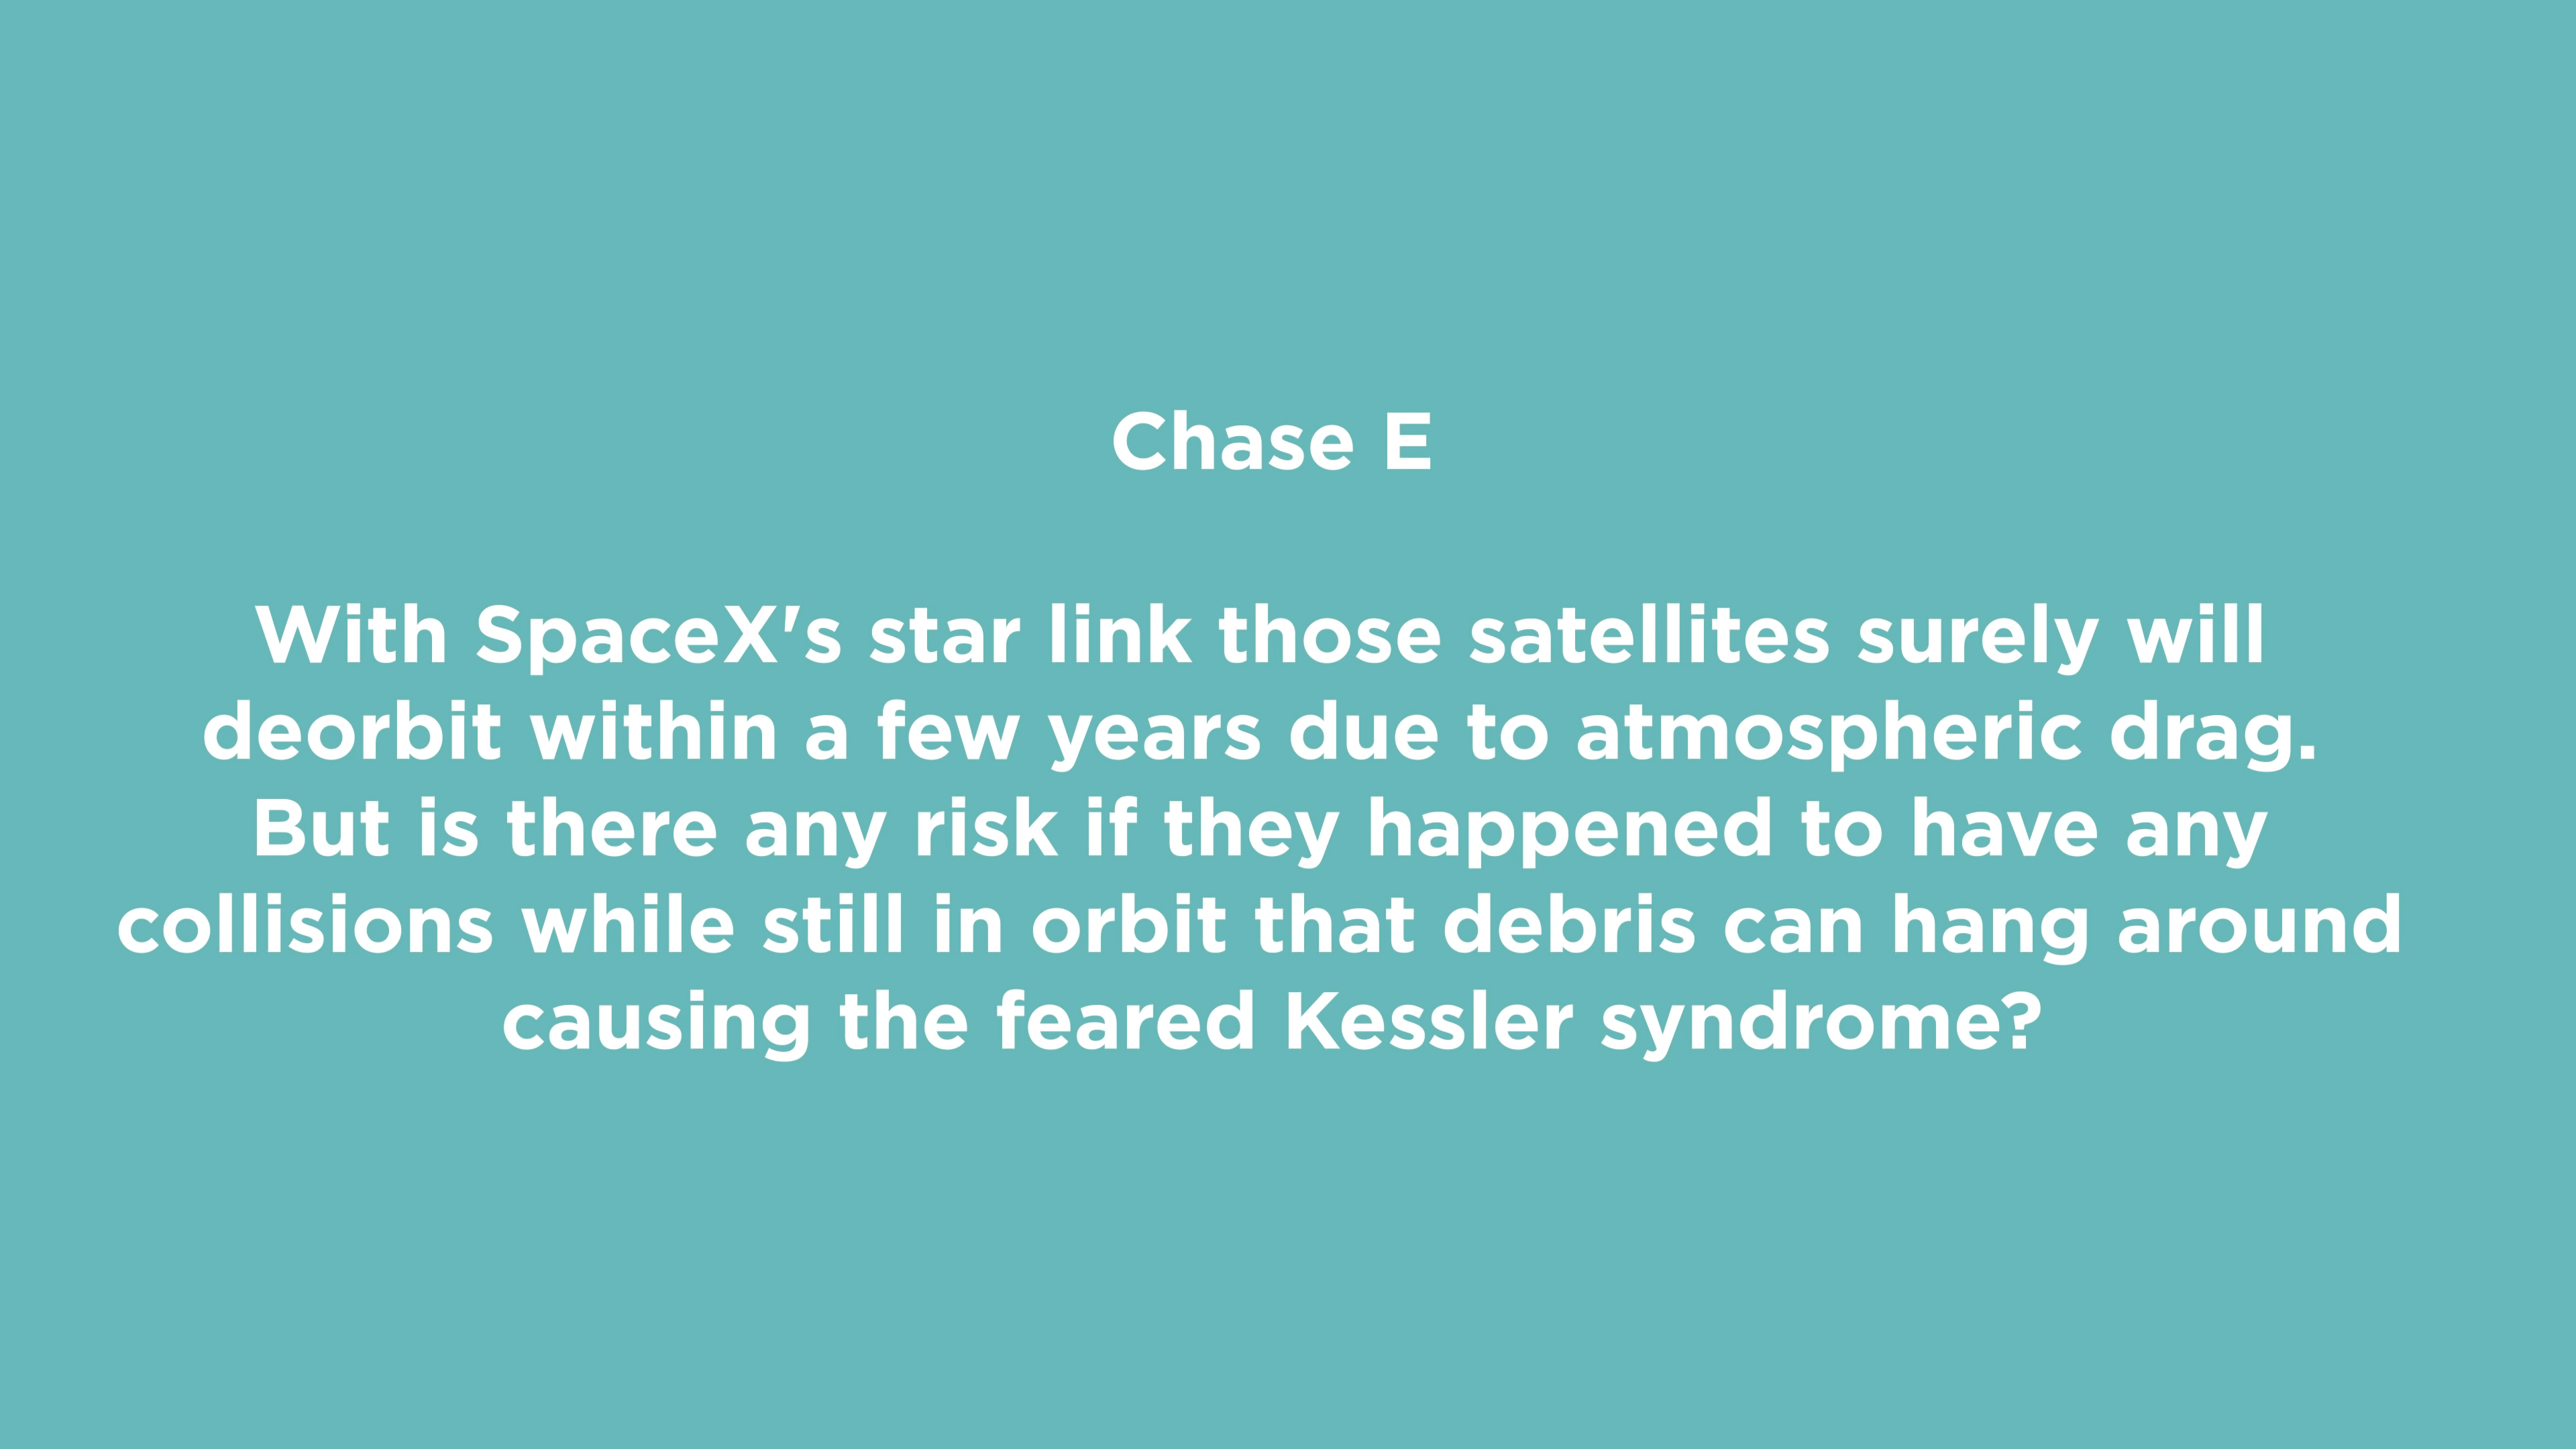 Chase E
With SpaceX's star link those satellites surely will
deorbit within a few years due to atmospheric drag.
But is there any risk if they happened to have any
collisions while still in orbit that debris can hang around
causing the feared Kessler syndrome?